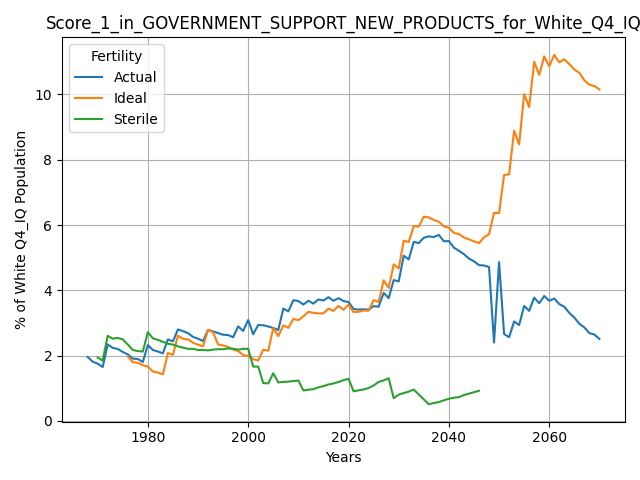 Score_1_in_GOVERNMENT_SUPPORT_NEW_PRODUCTS_for_White_Q4_IQ
Fertility
Actual
Ideal
Sterile
% of White Q4_IQ Population
10
8
6
4
2
0
1980 2000 2020 2040 2060
Years